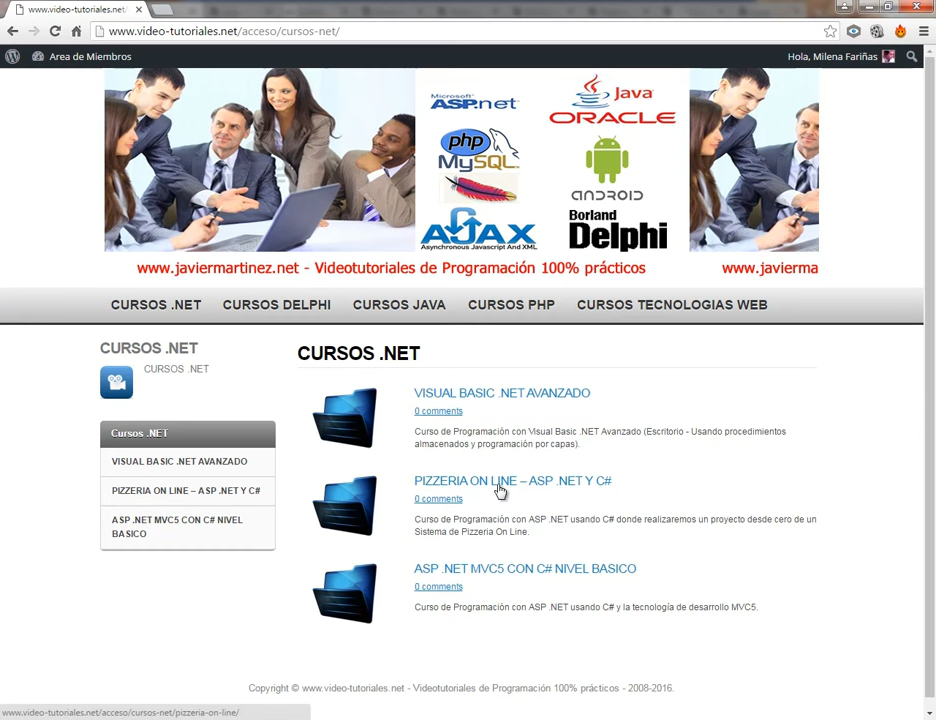 www.video-tutoriales.net/
www.video-tutoriales.net/acceso/cursos-net/
Area de Miembros
Hola, Milena Fariñas
Microsoft
ASP.net
Java
ORACLE
php
MySQL
ANDROID
AJAX
Asynchronous Javascript And XML
Borland
Delphi
www.javiermartinez.net - Videotutoriales de Programación 100% prácticos
www.javierma
CURSOS .NET
CURSOS DELPHI
CURSOS JAVA
CURSOS PHP
CURSOS TECNOLOGIAS WEB
CURSOS .NET
CURSOS .NET
Cursos .NET
VISUAL BASIC .NET AVANZADO
PIZZERIA ON LINE – ASP .NET Y C#
ASP .NET MVC5 CON C# NIVEL
BASICO
CURSOS .NET
VISUAL BASIC .NET AVANZADO
0 comments
Curso de Programación con Visual Basic .NET Avanzado (Escritorio - Usando procedimientos
almacenados y programación por capas).
PIZZERIA ON LINE – ASP .NET Y C#
0 comments
Curso de Programación con ASP .NET usando C# donde realizaremos un proyecto desde cero de un
Sistema de Pizzeria On Line.
ASP .NET MVC5 CON C# NIVEL BASICO
0 comments
Curso de Programación con ASP .NET usando C# y la tecnología de desarrollo MVC5.
Copyright © www.video-tutoriales.net - Videotutoriales de Programación 100% prácticos - 2008-2016.
www.video-tutoriales.net/acceso/cursos-net/pizzeria-on-line/